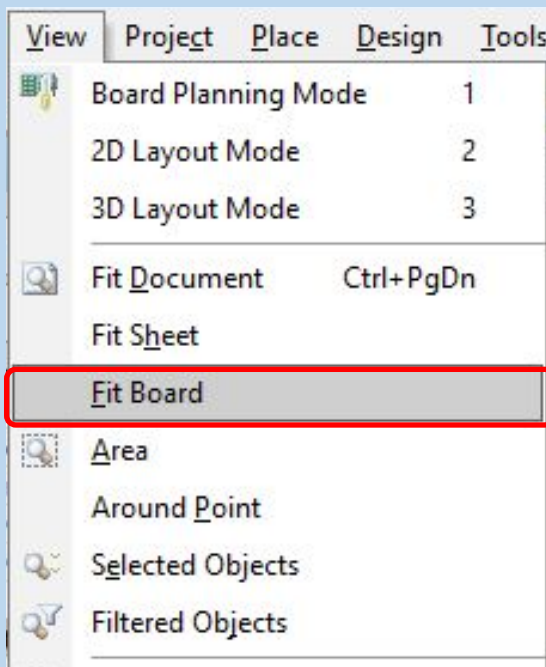 View Project Place Design Tools
Board Planning Mode 1
2D Layout Mode 2
3D Layout Mode 3
Fit Document Ctrl+PgDn
Fit Sheet
Fit Board
Area
Around Point
Selected Objects
Filtered Objects